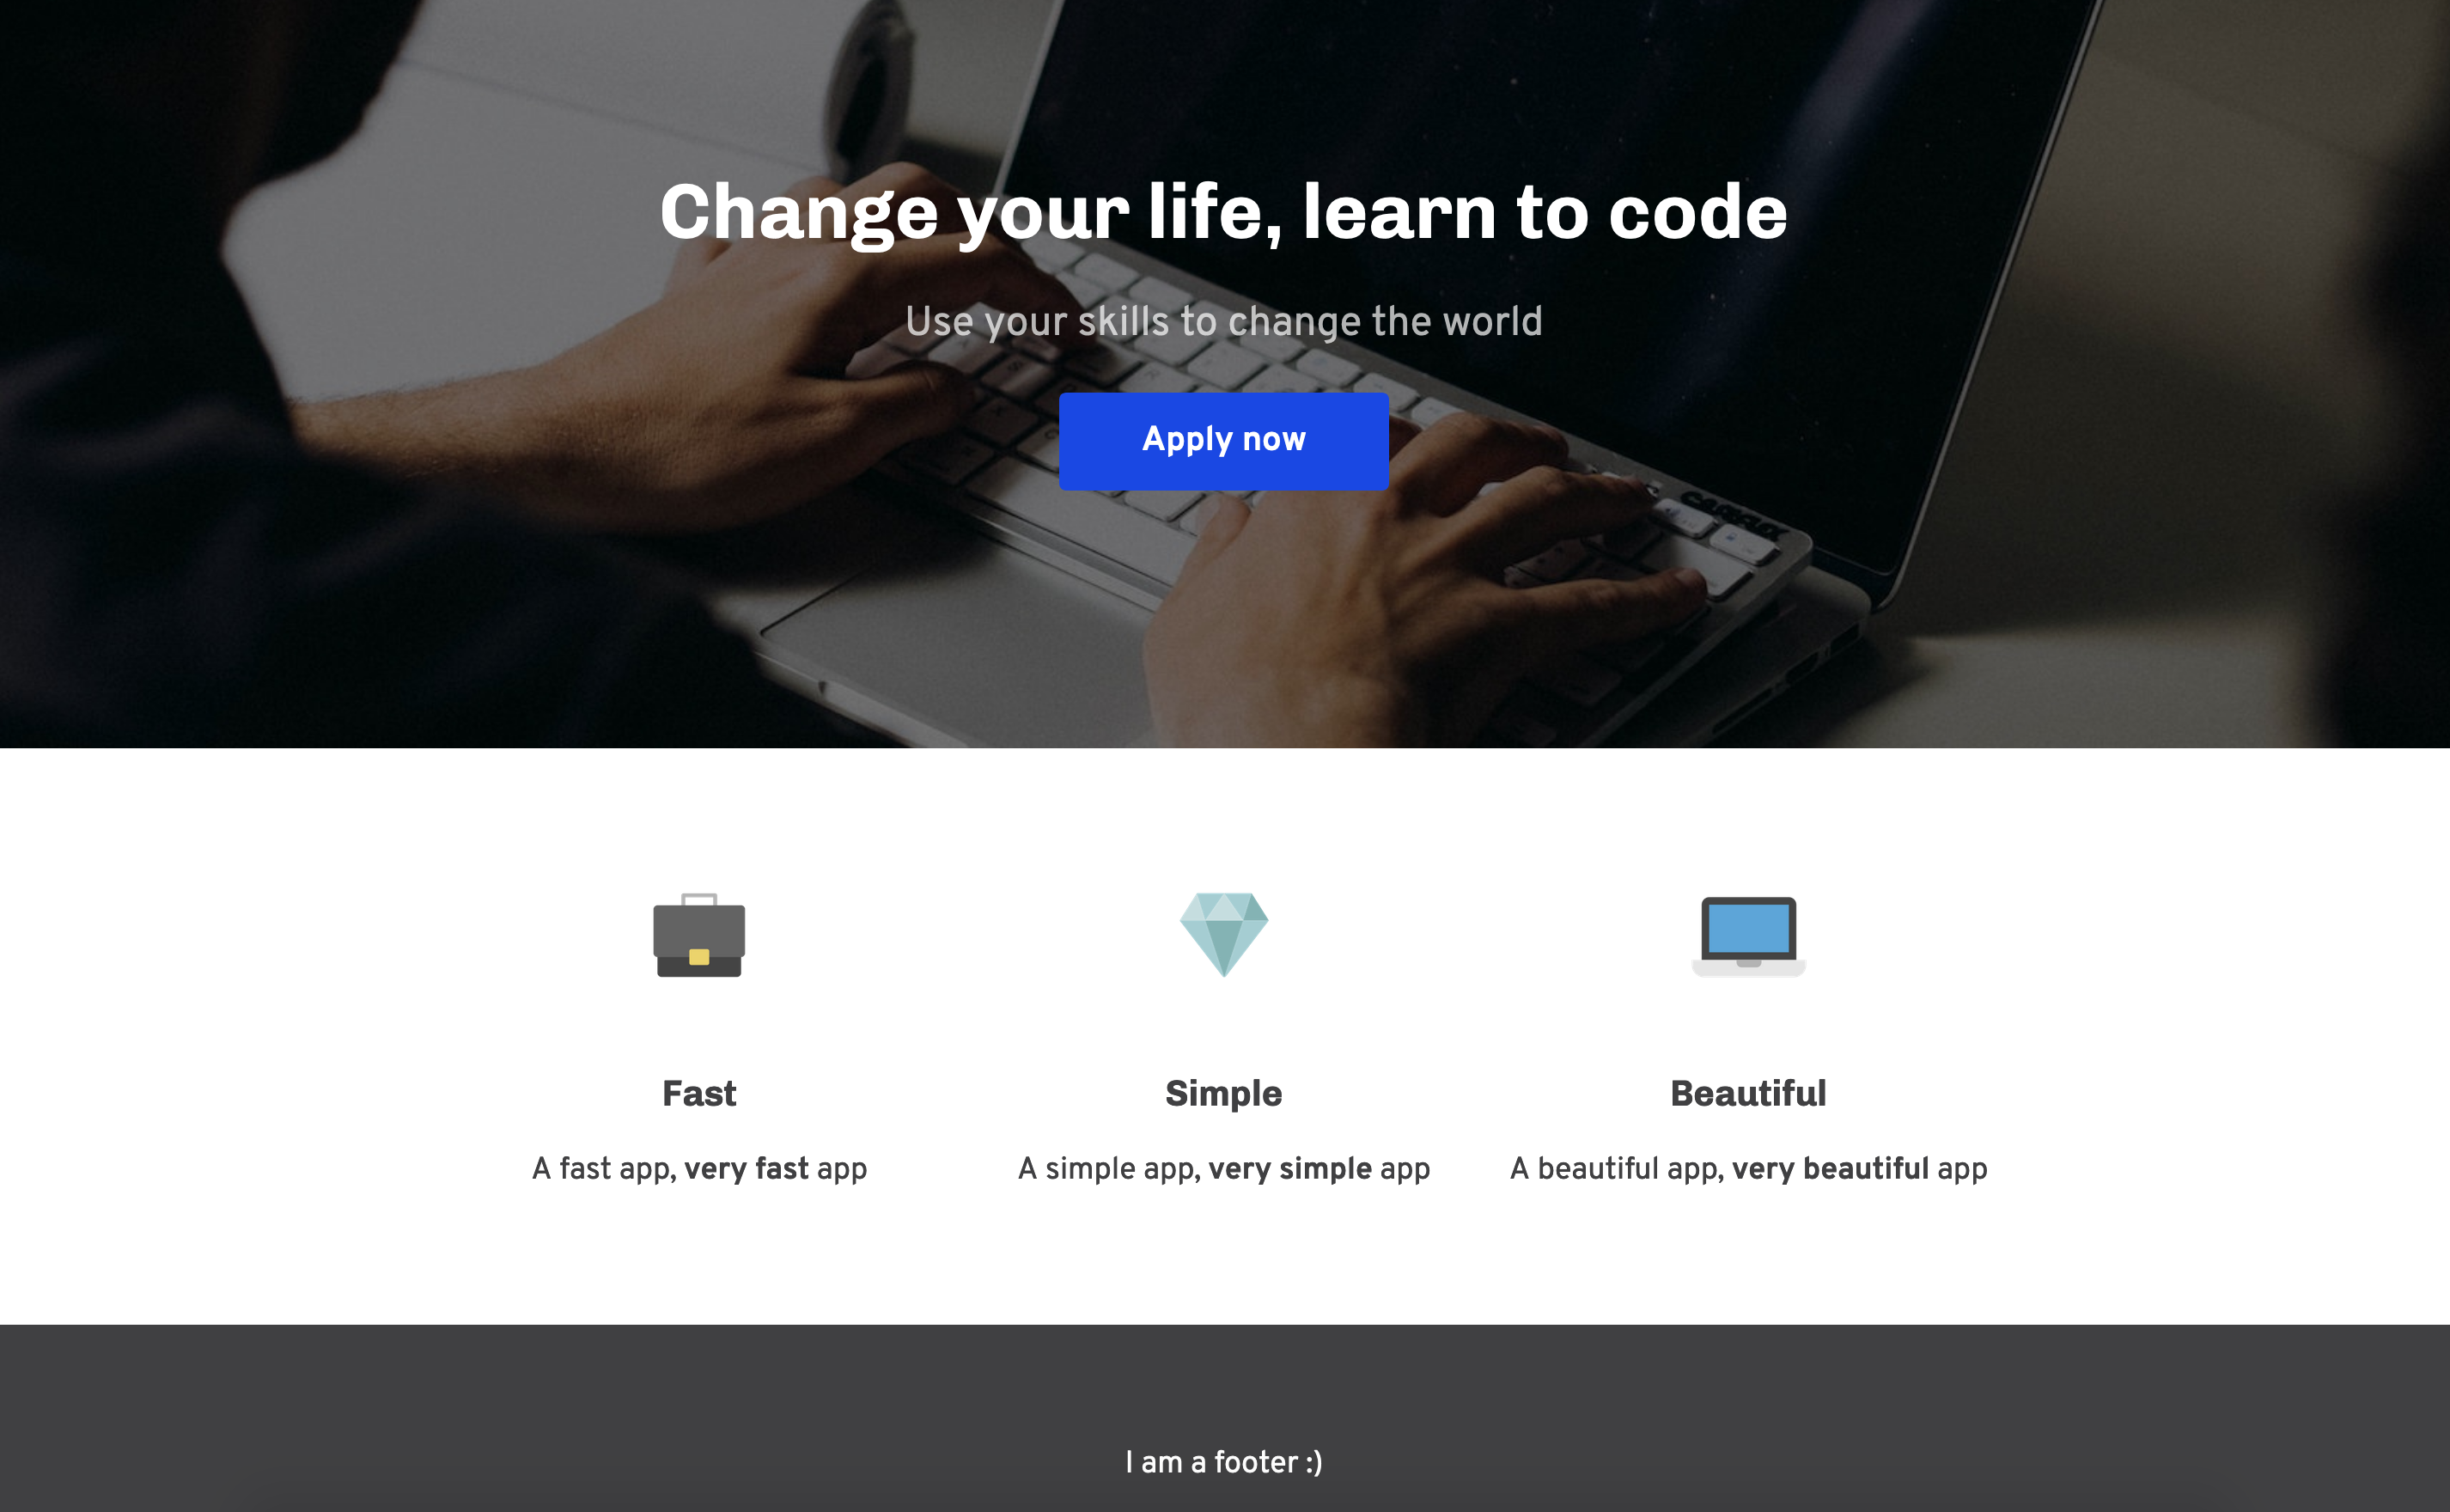 Change your life, learn to code
Use your skills to change the world
Apply now
Fast
Simple
Beautiful
A fast app, very fast app
A simple app, very simple app
A beautiful app, very beautiful app
I am a footer :)